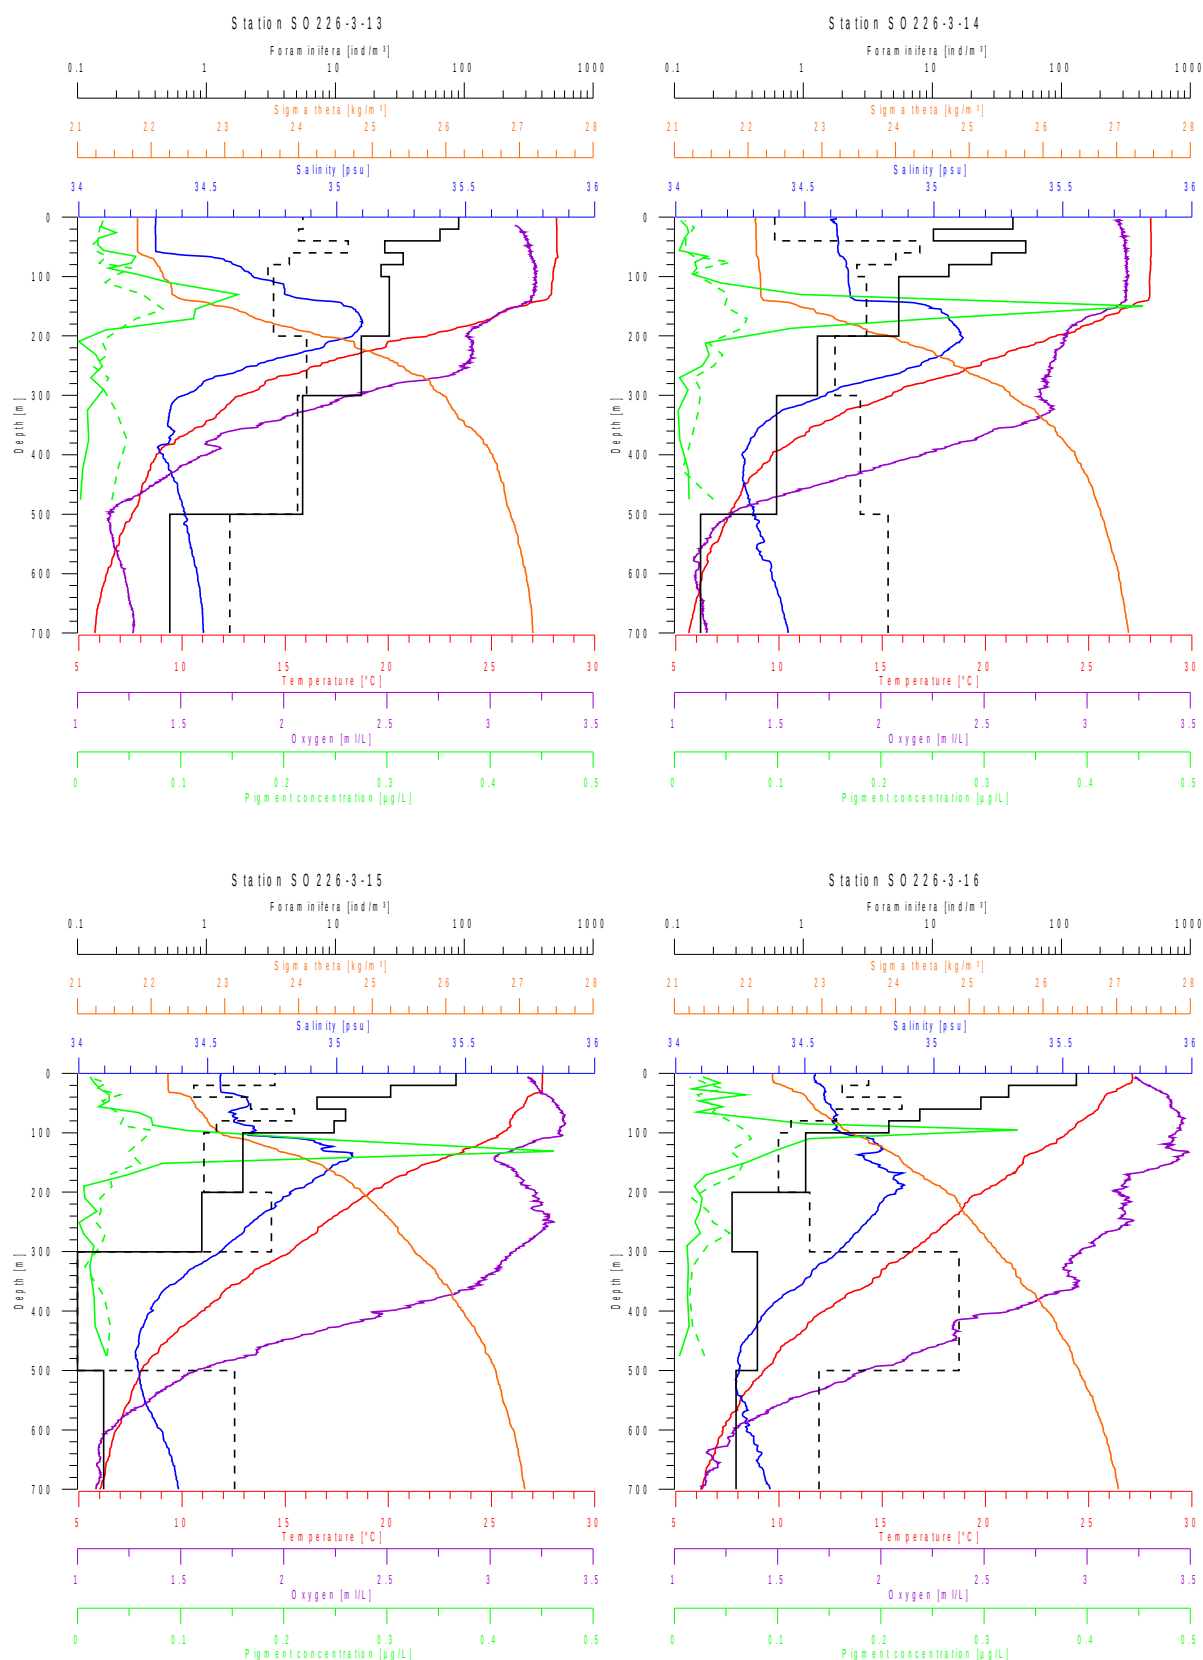 Station SO226-3-13
Foraminifera [ind/m³]
0.1 1 10 100 1000
Sigma theta [kg/m³]
21 22 23 24 25 26 27 28
Salinity [psu]
34 34.5 35 35.5 36
0
100
200
300
400
500
600
700
Depth [m]
5 10 15 20 25 30
Temperature [°C]
1 1.5 2 2.5 3 3.5
Oxygen [ml/L]
0 0.1 0.2 0.3 0.4 0.5
Pigment concentration [µg/L]
Station SO226-3-14
Foraminifera [ind/m³]
0.1 1 10 100 1000
Sigma theta [kg/m³]
21 22 23 24 25 26 27 28
Salinity [psu]
34 34.5 35 35.5 36
0
100
200
300
400
500
600
700
Depth [m]
5 10 15 20 25 30
Temperature [°C]
1 1.5 2 2.5 3 3.5
Oxygen [ml/L]
0 0.1 0.2 0.3 0.4 0.5
Pigment concentration [µg/L]
Station SO226-3-15
Foraminifera [ind/m³]
0.1 1 10 100 1000
Sigma theta [kg/m³]
21 22 23 24 25 26 27 28
Salinity [psu]
34 34.5 35 35.5 36
0
100
200
300
400
500
600
700
Depth [m]
5 10 15 20 25 30
Temperature [°C]
1 1.5 2 2.5 3 3.5
Oxygen [ml/L]
0 0.1 0.2 0.3 0.4 0.5
Pigment concentration [µg/L]
Station SO226-3-16
Foraminifera [ind/m³]
0.1 1 10 100 1000
Sigma theta [kg/m³]
21 22 23 24 25 26 27 28
Salinity [psu]
34 34.5 35 35.5 36
0
100
200
300
400
500
600
700
Depth [m]
5 10 15 20 25 30
Temperature [°C]
1 1.5 2 2.5 3 3.5
Oxygen [ml/L]
0 0.1 0.2 0.3 0.4 0.5
Pigment concentration [µg/L]